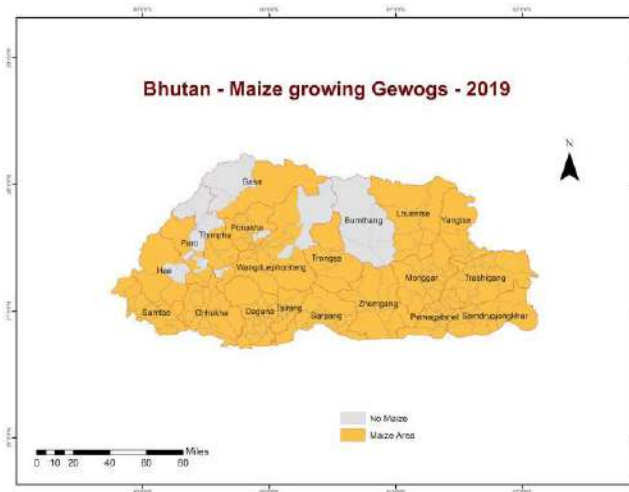 Bhutan - Maize growing Gewogs - 2019
N
Gasa
Bumthang
Lhuentse
Yangtse
Punakha
Thimphu
Paro
Trongsa
Wangduephodrang
Haa
Monggar
Trashigang
Zhemgang
Samtse
Chhukha
Dagana
Tsirang
Sarpang
Pemagatshel
Samdrupjongkhar
No Maize
Maize Area
Miles
0 5 10 20 40 60 80